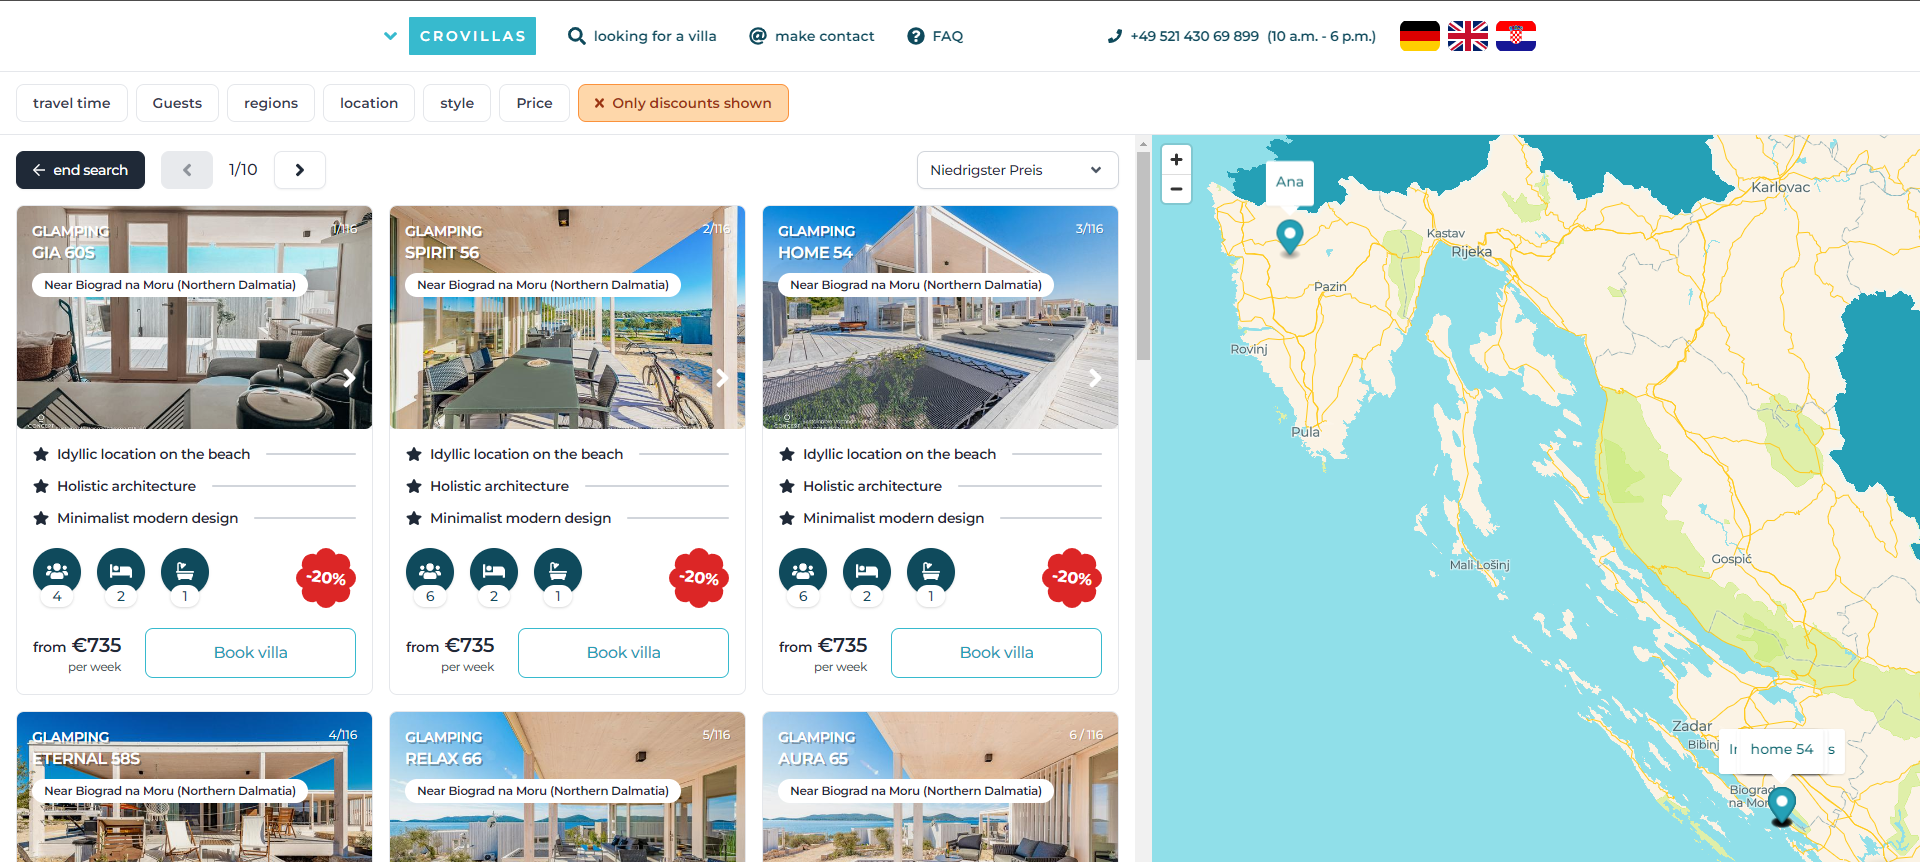 CROVILLAS
looking for a villa
make contact
FAQ
+49 521 430 69 899 (10 a.m. - 6 p.m.)
travel time
Guests
regions
location
style
Price
Only discounts shown
end search
1/10
Niedrigster Preis
GLAMPING
GIA 60S
1/116
Near Biograd na Moru (Northern Dalmatia)
Idyllic location on the beach
Holistic architecture
Minimalist modern design
4
2
1
-20%
from €735
per week
Book villa
GLAMPING
SPIRIT 56
2/116
Near Biograd na Moru (Northern Dalmatia)
Idyllic location on the beach
Holistic architecture
Minimalist modern design
6
2
1
-20%
from €735
per week
Book villa
GLAMPING
HOME 54
3/116
Near Biograd na Moru (Northern Dalmatia)
Idyllic location on the beach
Holistic architecture
Minimalist modern design
6
2
1
-20%
from €735
per week
Book villa
GLAMPING
ETERNAL 58S
4/116
Near Biograd na Moru (Northern Dalmatia)
GLAMPING
RELAX 66
5/116
Near Biograd na Moru (Northern Dalmatia)
GLAMPING
AURA 65
6 / 116
Near Biograd na Moru (Northern Dalmatia)
+
−
Ana
Karlovac
Kastav
Rijeka
Pazin
Rovinj
Pula
Mali Lošinj
Gospić
Zadar
Bibinj
home 54
s
Biograd
na Mor